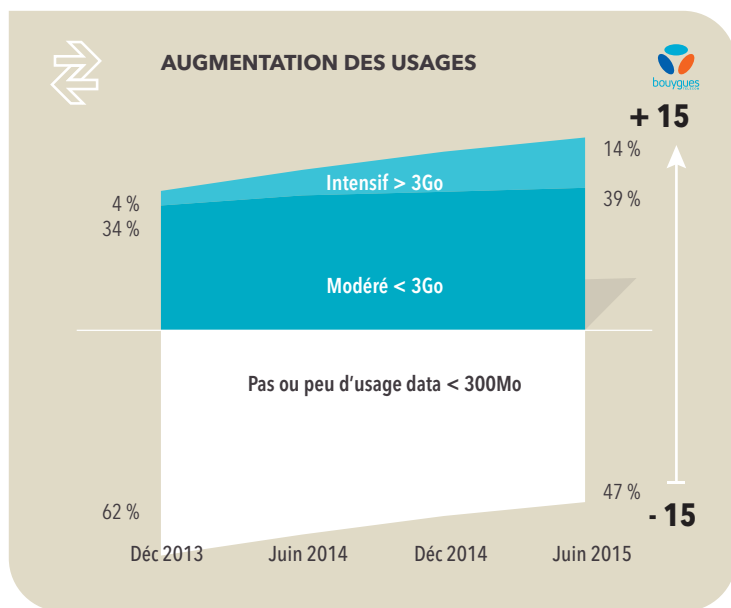 AUGMENTATION DES USAGES
bouygues
+ 15
14 %
Intensif > 3Go
4 %
39 %
34 %
Modéré < 3Go
Pas ou peu d'usage data < 300Mo
47 %
62 %
- 15
Déc 2013 Juin 2014 Déc 2014 Juin 2015